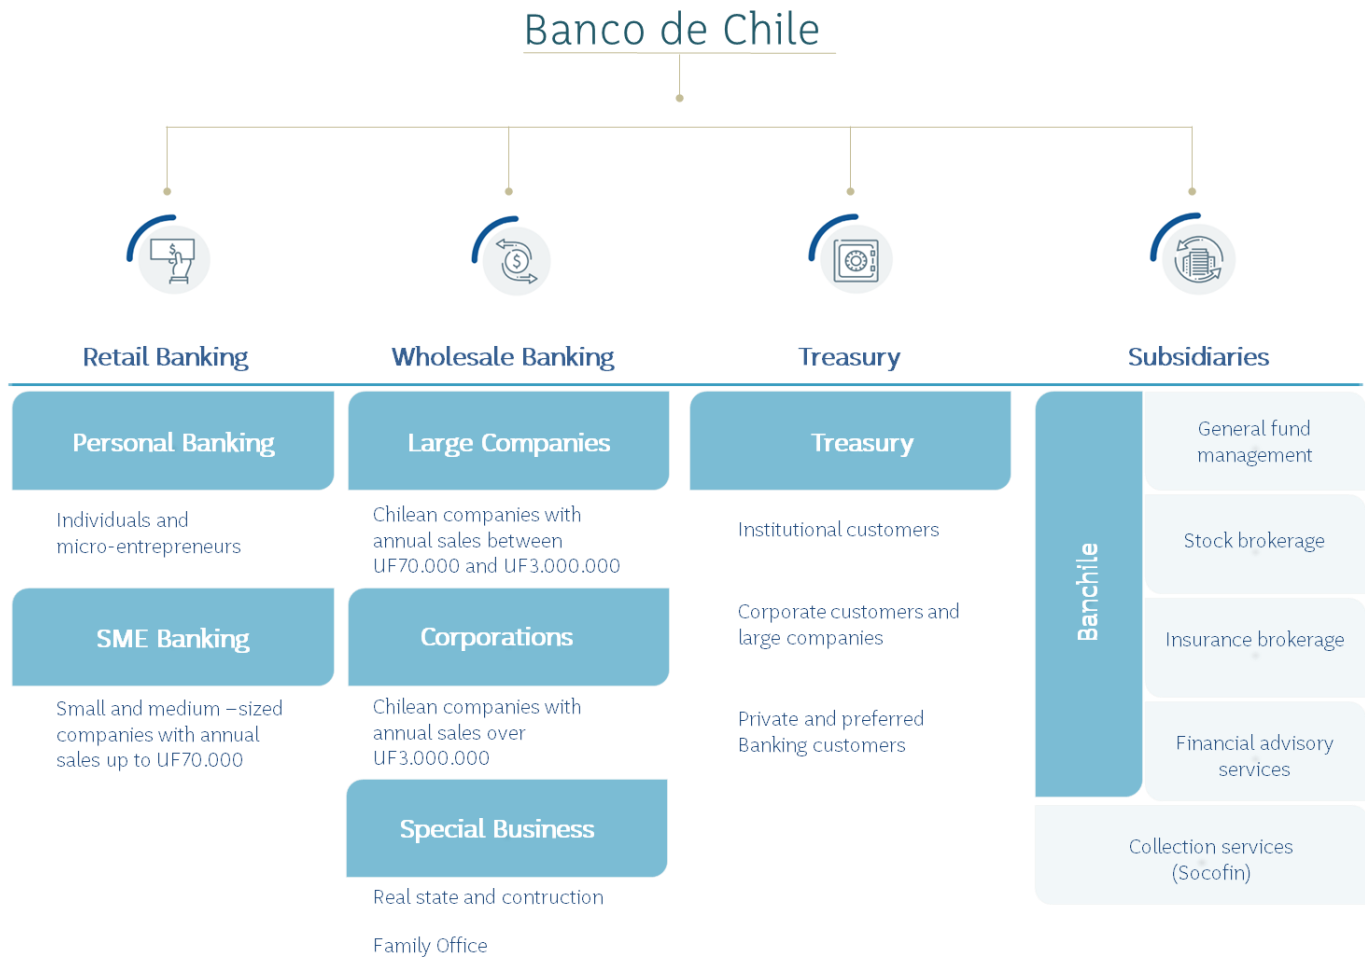 Banco de Chile
Retail Banking
Personal Banking
Individuals and
micro-entrepreneurs
SME Banking
Small and medium –sized
companies with annual
sales up to UF70.000
Wholesale Banking
Large Companies
Chilean companies with
annual sales between
UF70.000 and UF3.000.000
Corporations
Chilean companies with
annual sales over
UF3.000.000
Special Business
Real state and contruction
Family Office
Treasury
Treasury
Institutional customers
Corporate customers and
large companies
Private and preferred
Banking customers
Subsidiaries
Banchile
General fund
management
Stock brokerage
Insurance brokerage
Financial advisory
services
Collection services
(Socofin)